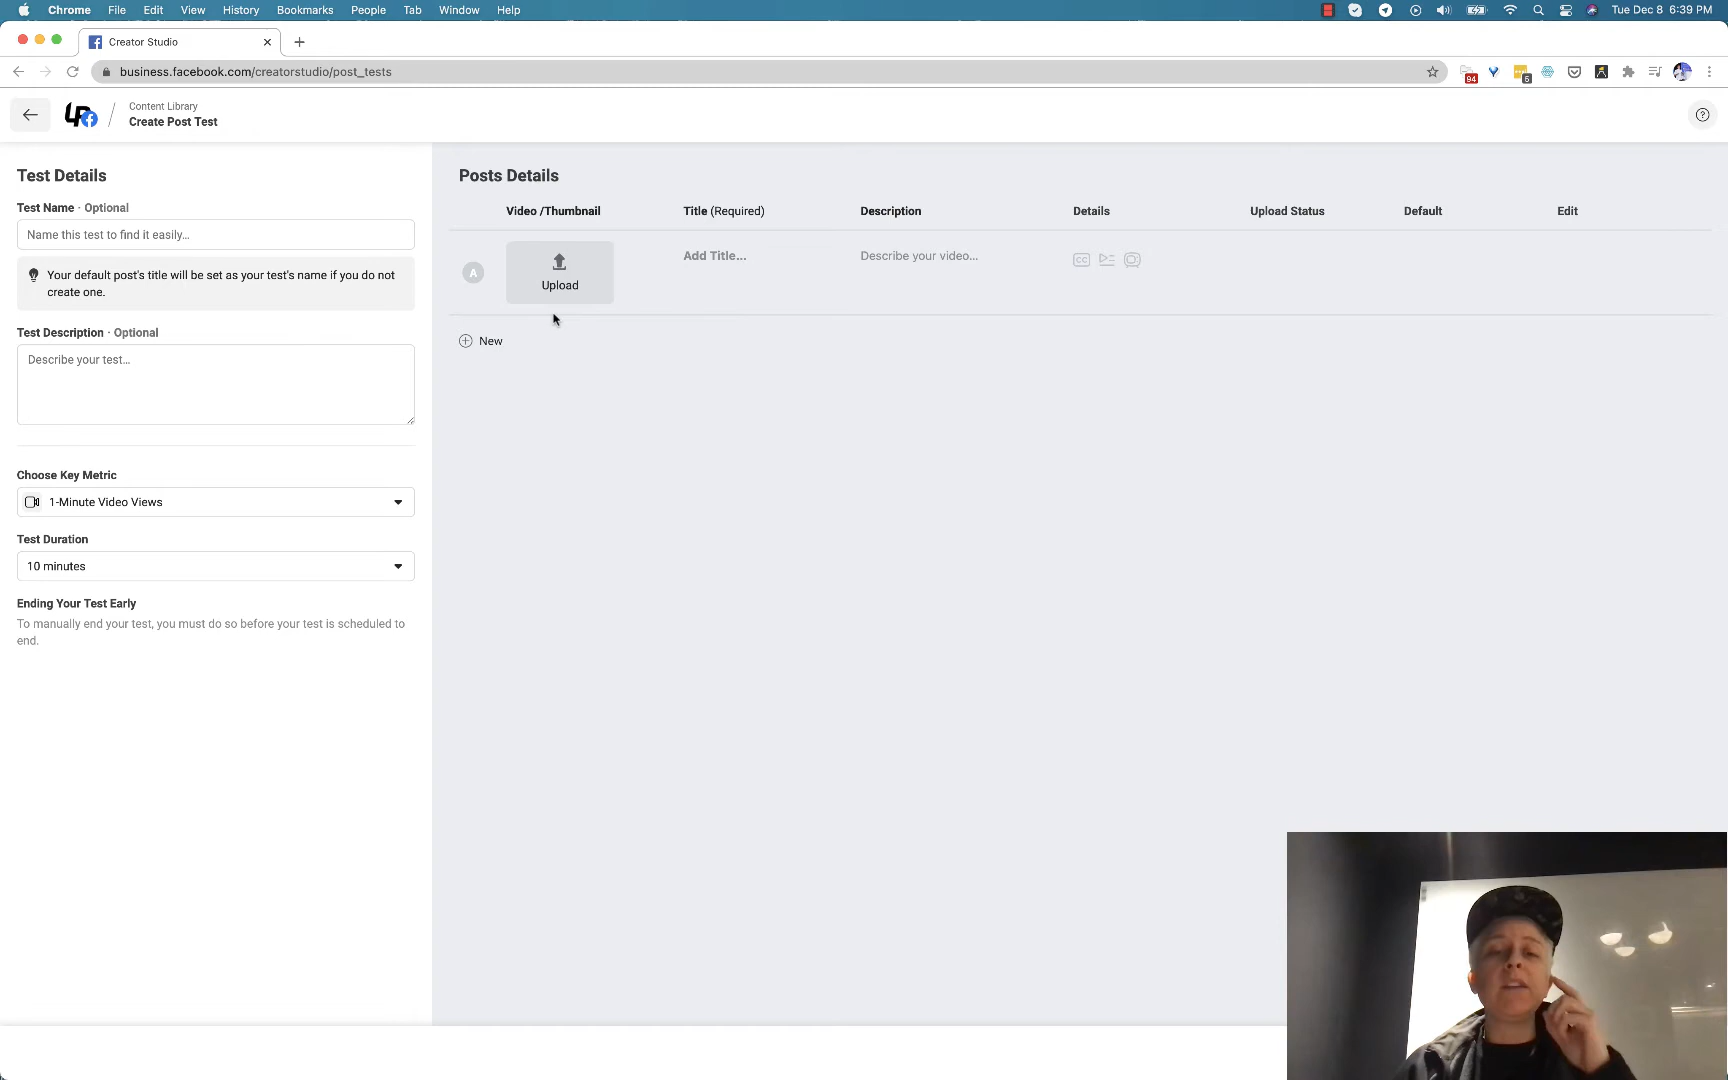 Chrome File Edit View History Bookmarks People Tab Window Help Tue Dec 8 6:39 PM
Creator Studio
business.facebook.com/creatorstudio/post_tests
94
6
Content Library
Create Post Test
Test Details
Test Name · Optional
Name this test to find it easily...
Your default post's title will be set as your test's name if you do not
create one.
Test Description · Optional
Describe your test...
Choose Key Metric
1-Minute Video Views
Test Duration
10 minutes
Ending Your Test Early
To manually end your test, you must do so before your test is scheduled to
end.
Posts Details
Video /Thumbnail Title (Required) Description Details Upload Status Default Edit
A Upload Add Title... Describe your video... CC
New